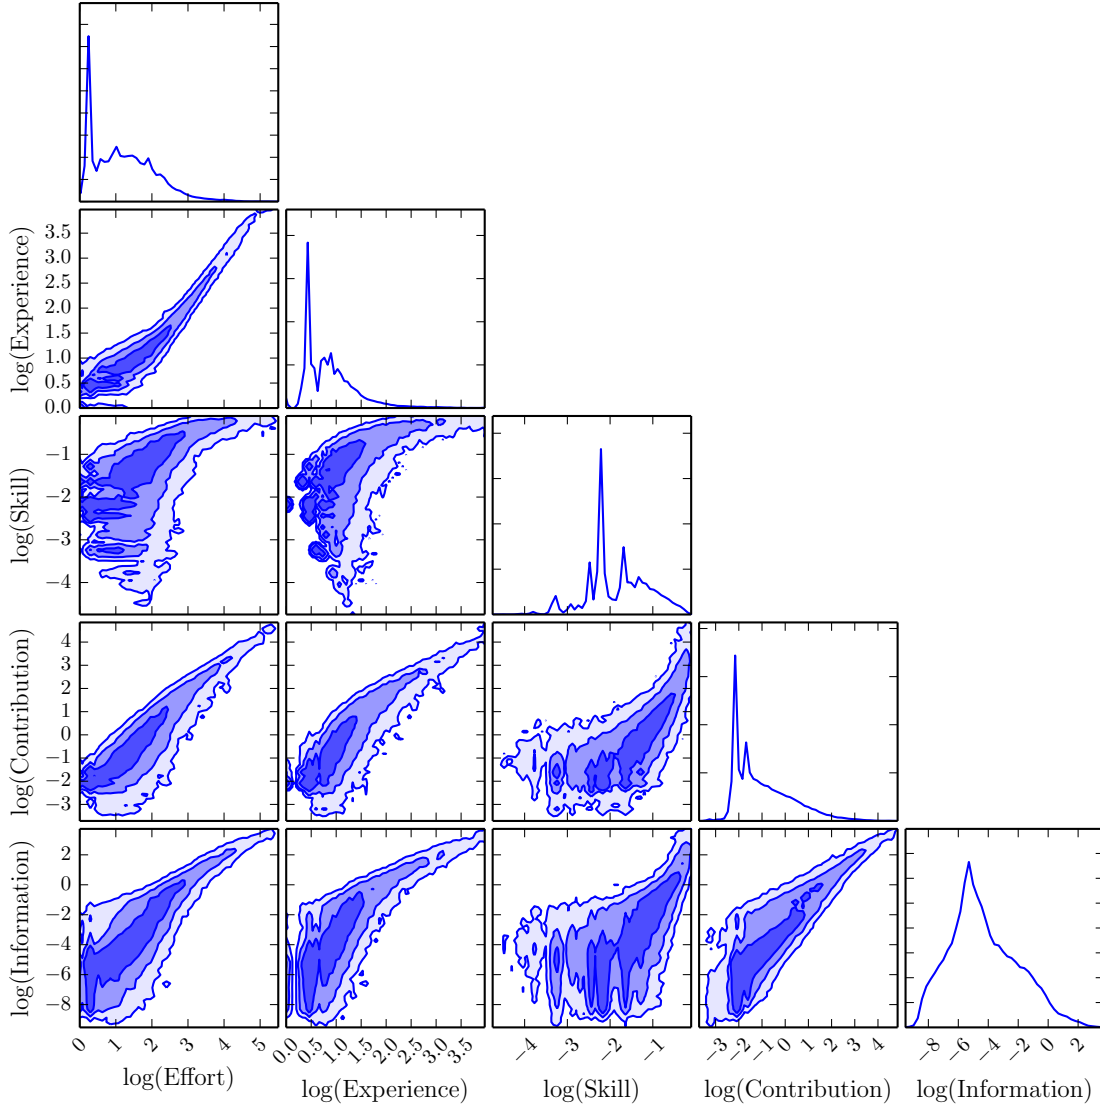 log(Experience)
3.5
3.0
2.5
2.0
1.5
1.0
0.5
0.0
log(Skill)
−1
−2
−3
−4
log(Contribution)
4
3
2
1
0
−1
−2
−3
log(Information)
2
0
−2
−4
−6
−8
0 1 2 3 4 5
0.0 0.5 1.0 1.5 2.0 2.5 3.0 3.5
−4 −3 −2 −1
−3 −2 −1 0 1 2 3 4
−8 −6 −4 −2 0 2
log(Effort) log(Experience) log(Skill) log(Contribution) log(Information)